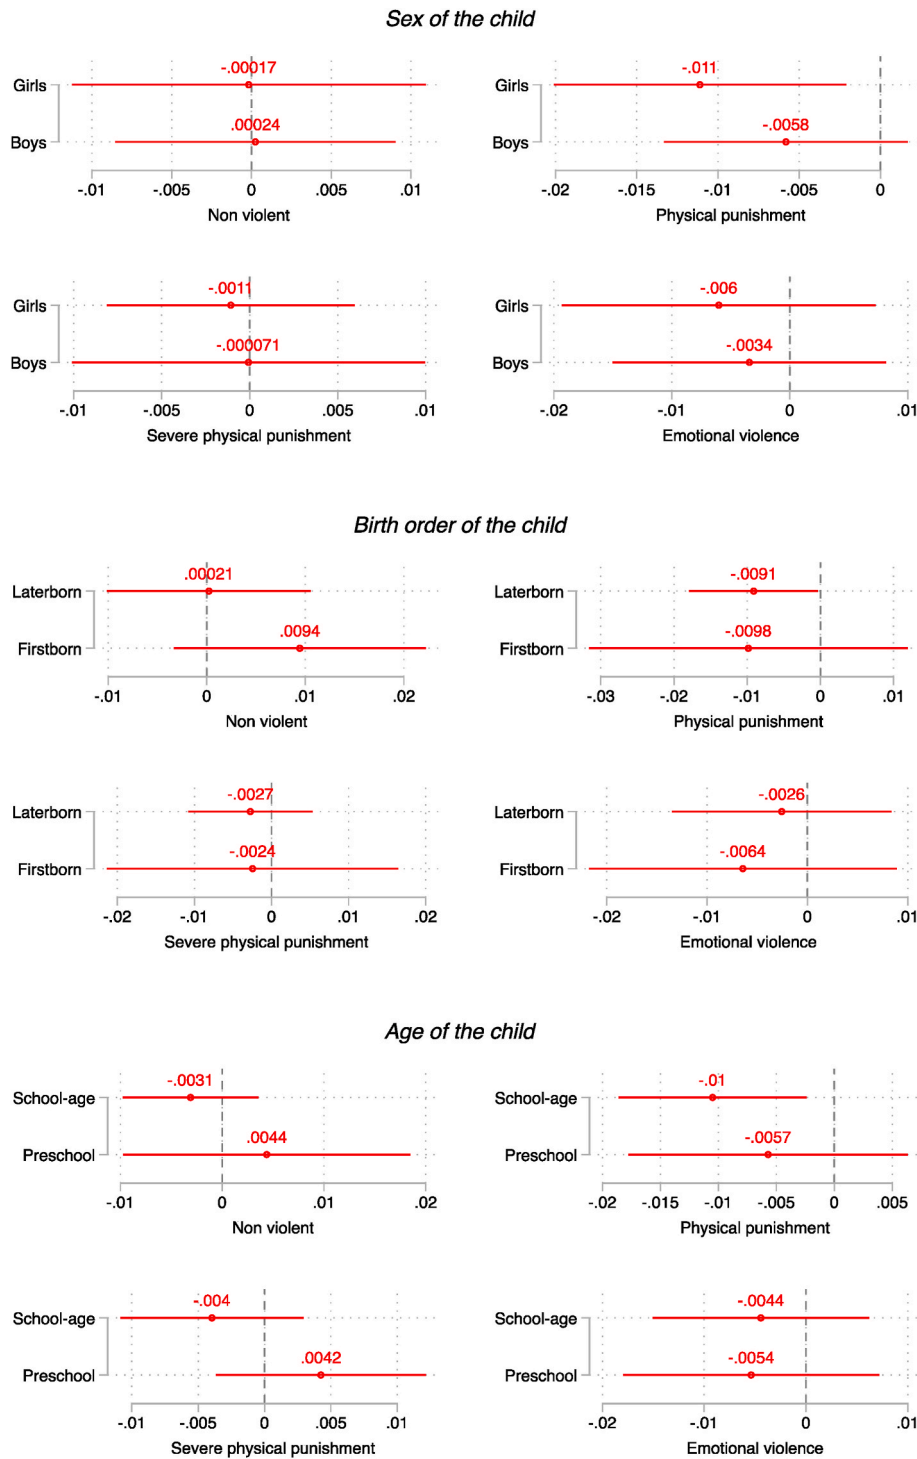 Sex of the child
Girls -.00017
Boys .00024
-.01 -.005 0 .005 .01
Non violent
Girls -.011
Boys -.0058
-.02 -.015 -.01 -.005 0
Physical punishment
Girls -.0011
Boys -.000071
-.01 -.005 0 .005 .01
Severe physical punishment
Girls -.006
Boys -.0034
-.02 -.01 0 .01
Emotional violence
Birth order of the child
Laterborn .00021
Firstborn .0094
-.01 0 .01 .02
Non violent
Laterborn -.0091
Firstborn -.0098
-.03 -.02 -.01 0 .01
Physical punishment
Laterborn -.0027
Firstborn -.0024
-.02 -.01 0 .01 .02
Severe physical punishment
Laterborn -.0026
Firstborn -.0064
-.02 -.01 0 .01
Emotional violence
Age of the child
School-age -.0031
Preschool .0044
-.01 0 .01 .02
Non violent
School-age -.01
Preschool -.0057
-.02 -.015 -.01 -.005 0 .005
Physical punishment
School-age -.004
Preschool .0042
-.01 -.005 0 .005 .01
Severe physical punishment
School-age -.0044
Preschool -.0054
-.02 -.01 0 .01
Emotional violence